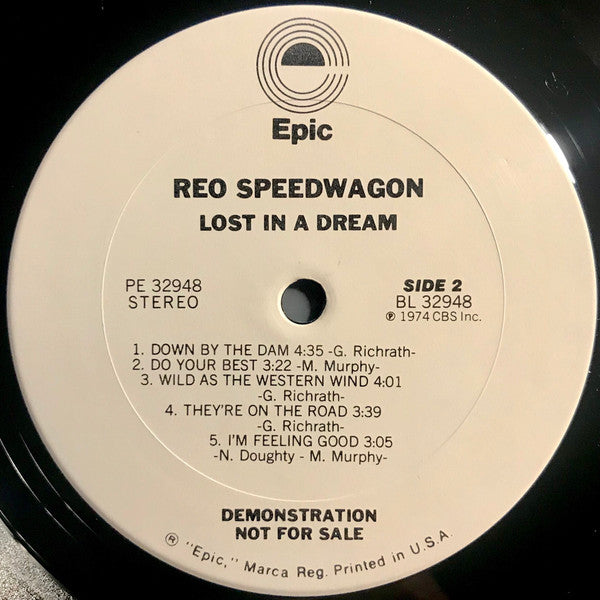 Epic
REO SPEEDWAGON
LOST IN A DREAM
PE 32948
STEREO
SIDE 2
BL 32948
℗ 1974 CBS Inc.
1. DOWN BY THE DAM 4:35 -G. Richrath-
2. DO YOUR BEST 3:22 -M. Murphy-
3. WILD AS THE WESTERN WIND 4:01
-G. Richrath-
4. THEY'RE ON THE ROAD 3:39
-G. Richrath-
5. I'M FEELING GOOD 3:05
-N. Doughty - M. Murphy-
DEMONSTRATION
NOT FOR SALE
® "Epic," Marca Reg. Printed in U.S.A.